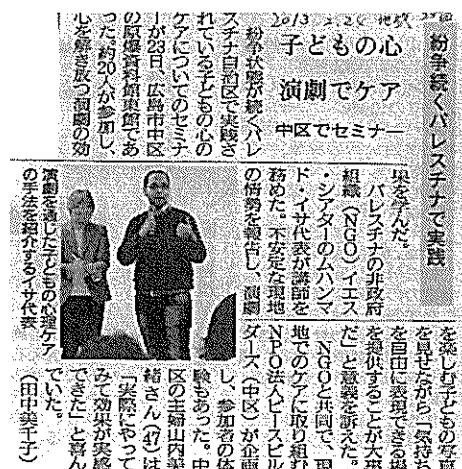 紛争続くパレスチナで実践
子どもの心
演劇でケア
中区でセミナー
紛争状態が続くパレ
スチナ自治区で実践さ
れている子どもの心の
ケアについてのセミナ
ーが23日、広島市中区
の原爆資料館東館であ
った。約20人が参加し、
心を解き放つ演劇の効
果を学んだ。
パレスチナの非政府
組織（NGO）イエス
・シアターのムハンマ
ド・イサ代表が講師を
務めた。不安定な現地
の情勢を報告し、演劇
を楽しむ子どもの写真
を見せながら「気持ち
を自由に表現できる場
を提供することが大事
だ」と意義を訴えた。
NGOと共同で、現
地でのケアに取り組む
NPO法人ピースビル
ダーズ（中区）が企画
し、参加者の体
験もあった。中
区の主婦山内
緒さん（47）は
「実際にやって
みて効果が実感
できた」と喜ん
でいた。
（田中美千子）
演劇を通じた子どもの心理ケア
の手法を紹介するイサ代表